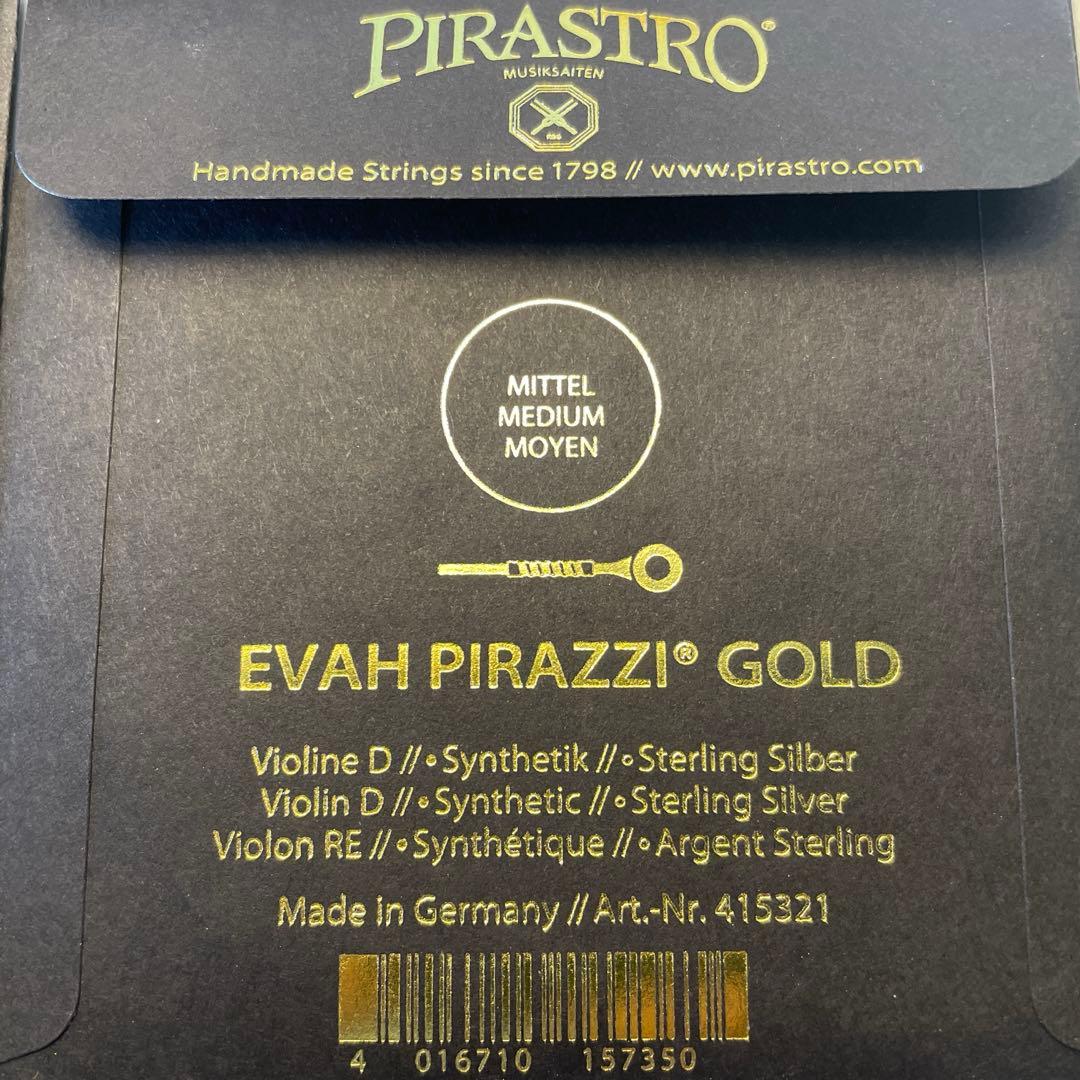 PIRASTRO®
MUSIKSAITEN
Handmade Strings since 1798 // www.pirastro.com
MITTEL
MEDIUM
MOYEN
EVAH PIRAZZI® GOLD
Violine D // • Synthetik // ∘ Sterling Silber
Violin D // • Synthetic // ∘ Sterling Silver
Violon RE // • Synthétique // ∘ Argent Sterling
Made in Germany // Art.-Nr. 415321
4 016710 157350